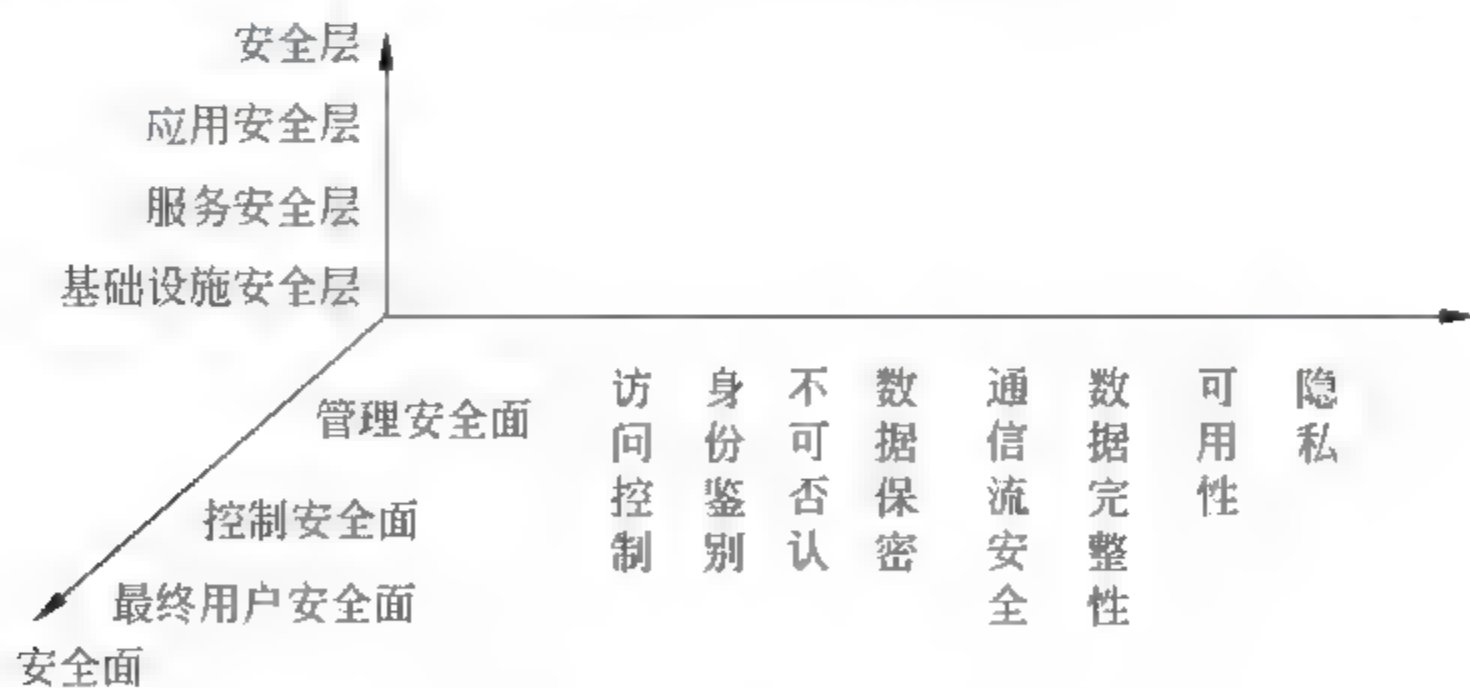 安全层
应用安全层
服务安全层
基础设施安全层
管理安全面
控制安全面
最终用户安全面
安全面
访问控制
身份鉴别
不可否认
数据保密
通信流安全
数据完整性
可用性
隐私